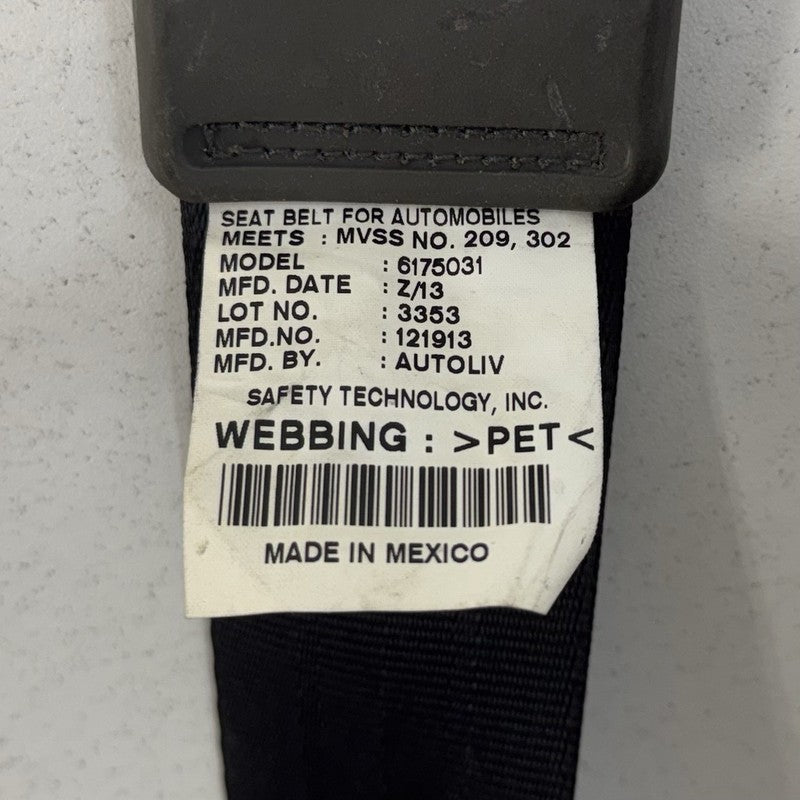 SEAT BELT FOR AUTOMOBILES
MEETS : MVSS NO. 209, 302
MODEL : 6175031
MFD. DATE : Z/13
LOT NO. : 3353
MFD.NO. : 121913
MFD. BY. : AUTOLIV
SAFETY TECHNOLOGY, INC.
WEBBING : >PET<
MADE IN MEXICO